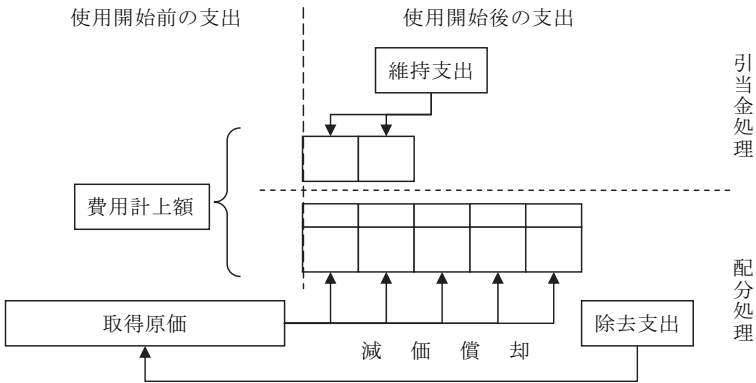 使用開始前の支出
使用開始後の支出
維持支出
引当金処理
費用計上額
配分処理
取得原価
除去支出
減価償却